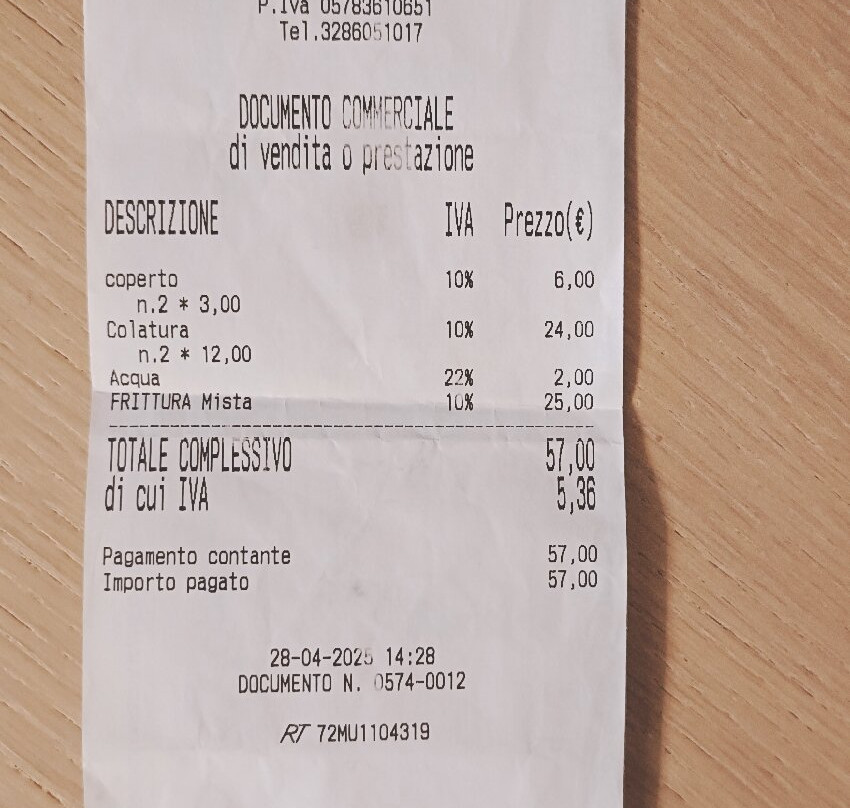 P.Iva 05783610651
Tel.3286051017
DOCUMENTO COMMERCIALE
di vendita o prestazione
DESCRIZIONE IVA Prezzo(€)
coperto 10% 6,00
n.2 * 3,00
Colatura 10% 24,00
n.2 * 12,00
Acqua 22% 2,00
FRITTURA Mista 10% 25,00
TOTALE COMPLESSIVO 57,00
di cui IVA 5,36
Pagamento contante 57,00
Importo pagato 57,00
28-04-2025 14:28
DOCUMENTO N. 0574-0012
RT 72MU1104319